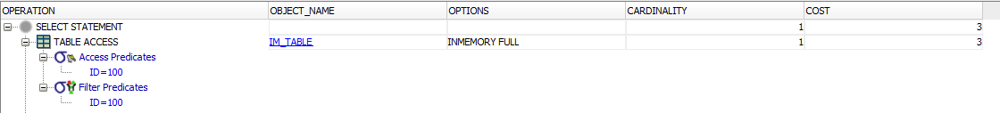 OPERATION OBJECT_NAME OPTIONS CARDINALITY COST
SELECT STATEMENT 1 3
TABLE ACCESS IM_TABLE INMEMORY FULL 1 3
Access Predicates
ID=100
Filter Predicates
ID=100